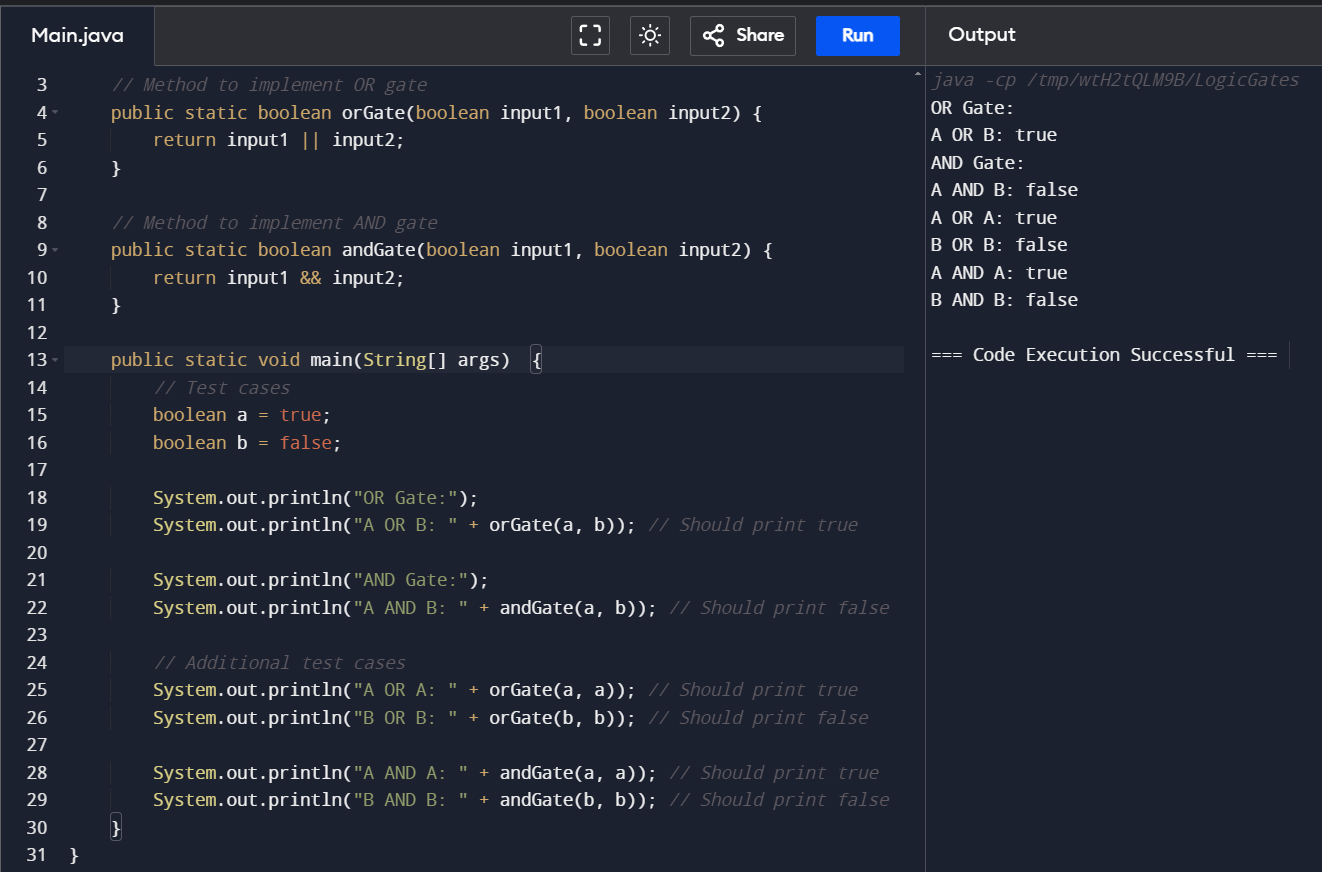 Main.java
Share
Run
Output
3 // Method to implement OR gate
4 public static boolean orGate(boolean input1, boolean input2) {
5 return input1 || input2;
6 }
7
8 // Method to implement AND gate
9 public static boolean andGate(boolean input1, boolean input2) {
10 return input1 && input2;
11 }
12
13 public static void main(String[] args)  {
14 // Test cases
15 boolean a = true;
16 boolean b = false;
17
18 System.out.println("OR Gate:");
19 System.out.println("A OR B: " + orGate(a, b)); // Should print true
20
21 System.out.println("AND Gate:");
22 System.out.println("A AND B: " + andGate(a, b)); // Should print false
23
24 // Additional test cases
25 System.out.println("A OR A: " + orGate(a, a)); // Should print true
26 System.out.println("B OR B: " + orGate(b, b)); // Should print false
27
28 System.out.println("A AND A: " + andGate(a, a)); // Should print true
29 System.out.println("B AND B: " + andGate(b, b)); // Should print false
30 }
31 }
java -cp /tmp/wtH2tQLM9B/LogicGates
OR Gate:
A OR B: true
AND Gate:
A AND B: false
A OR A: true
B OR B: false
A AND A: true
B AND B: false
=== Code Execution Successful ===